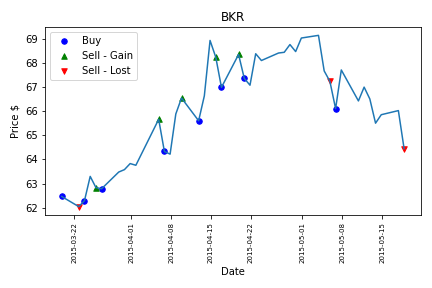 BKR
Buy
Sell - Gain
Sell - Lost
Price $
69
68
67
66
65
64
63
62
2015-03-22
2015-04-01
2015-04-08
2015-04-15
2015-04-22
2015-05-01
2015-05-08
2015-05-15
Date